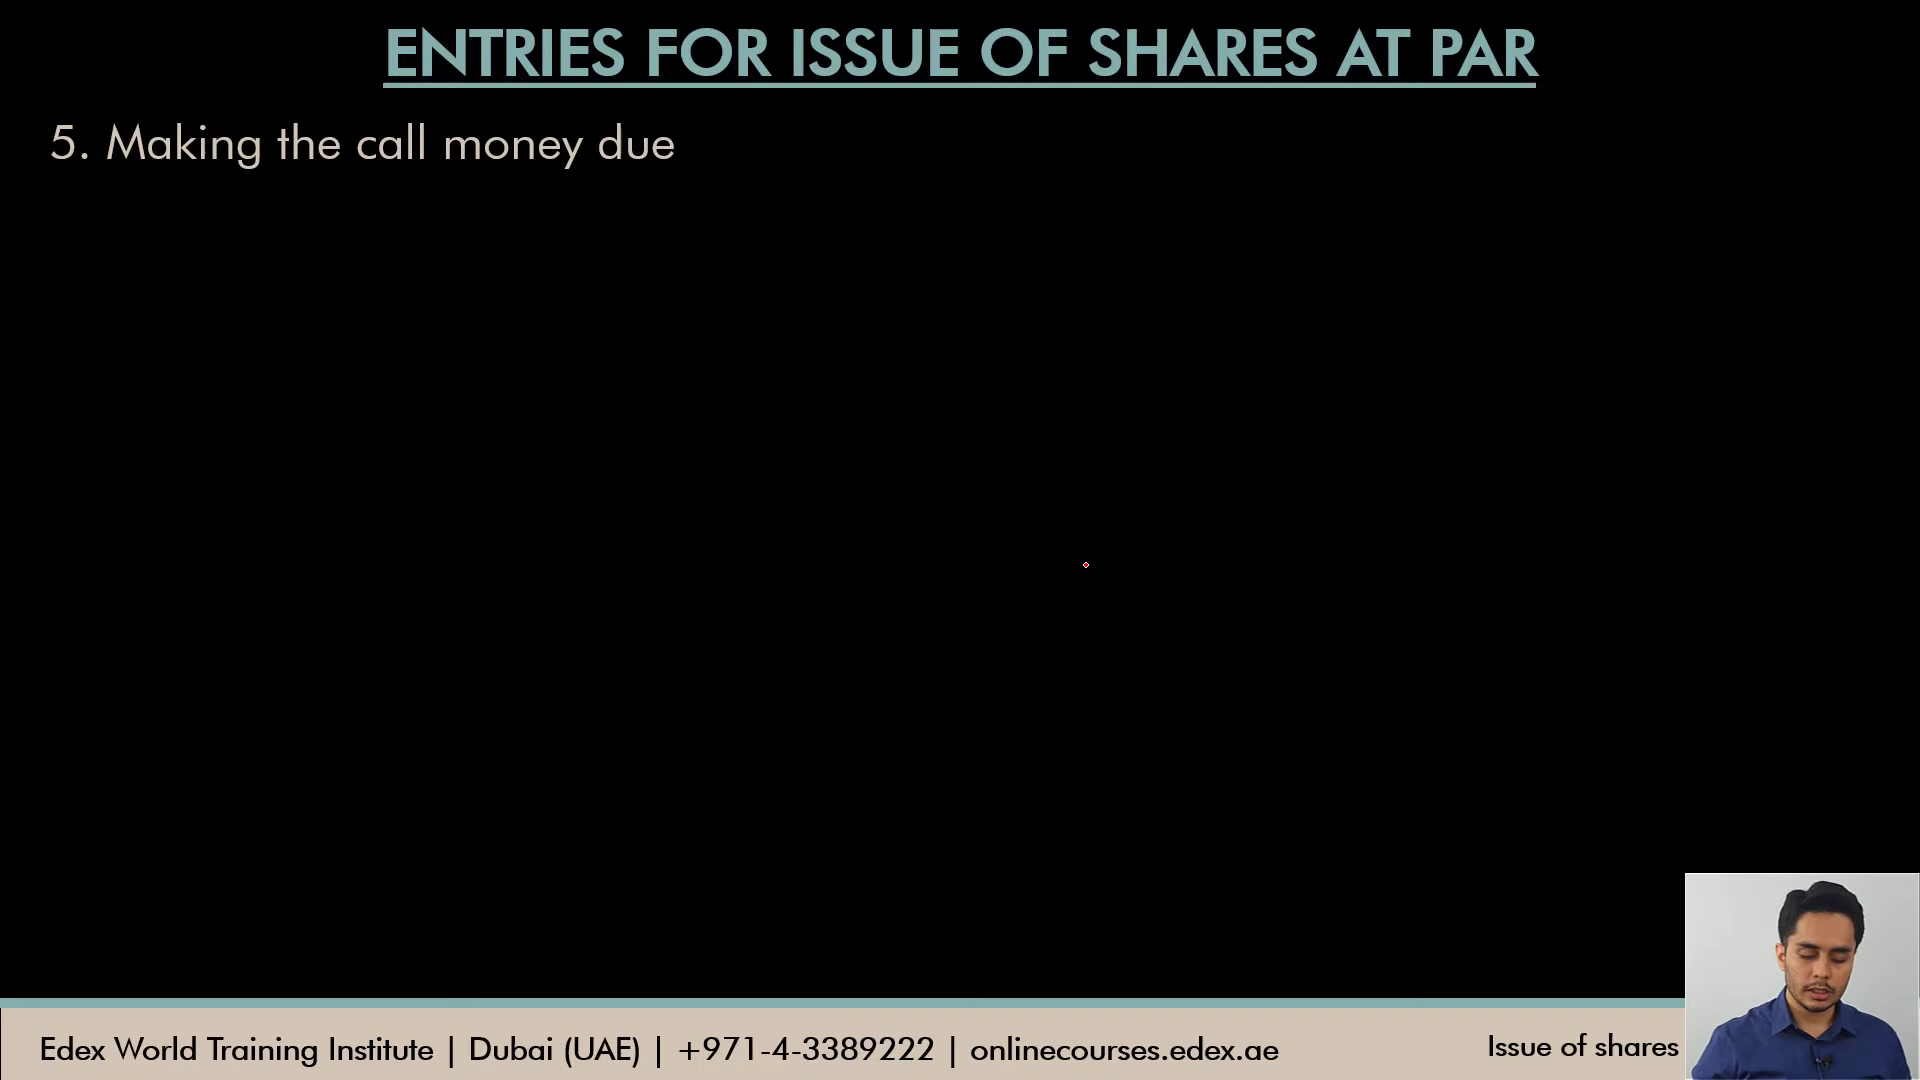 ENTRIES FOR ISSUE OF SHARES AT PAR
5. Making the call money due
Edex World Training Institute | Dubai (UAE) | +971-4-3389222 | onlinecourses.edex.ae
Issue of shares